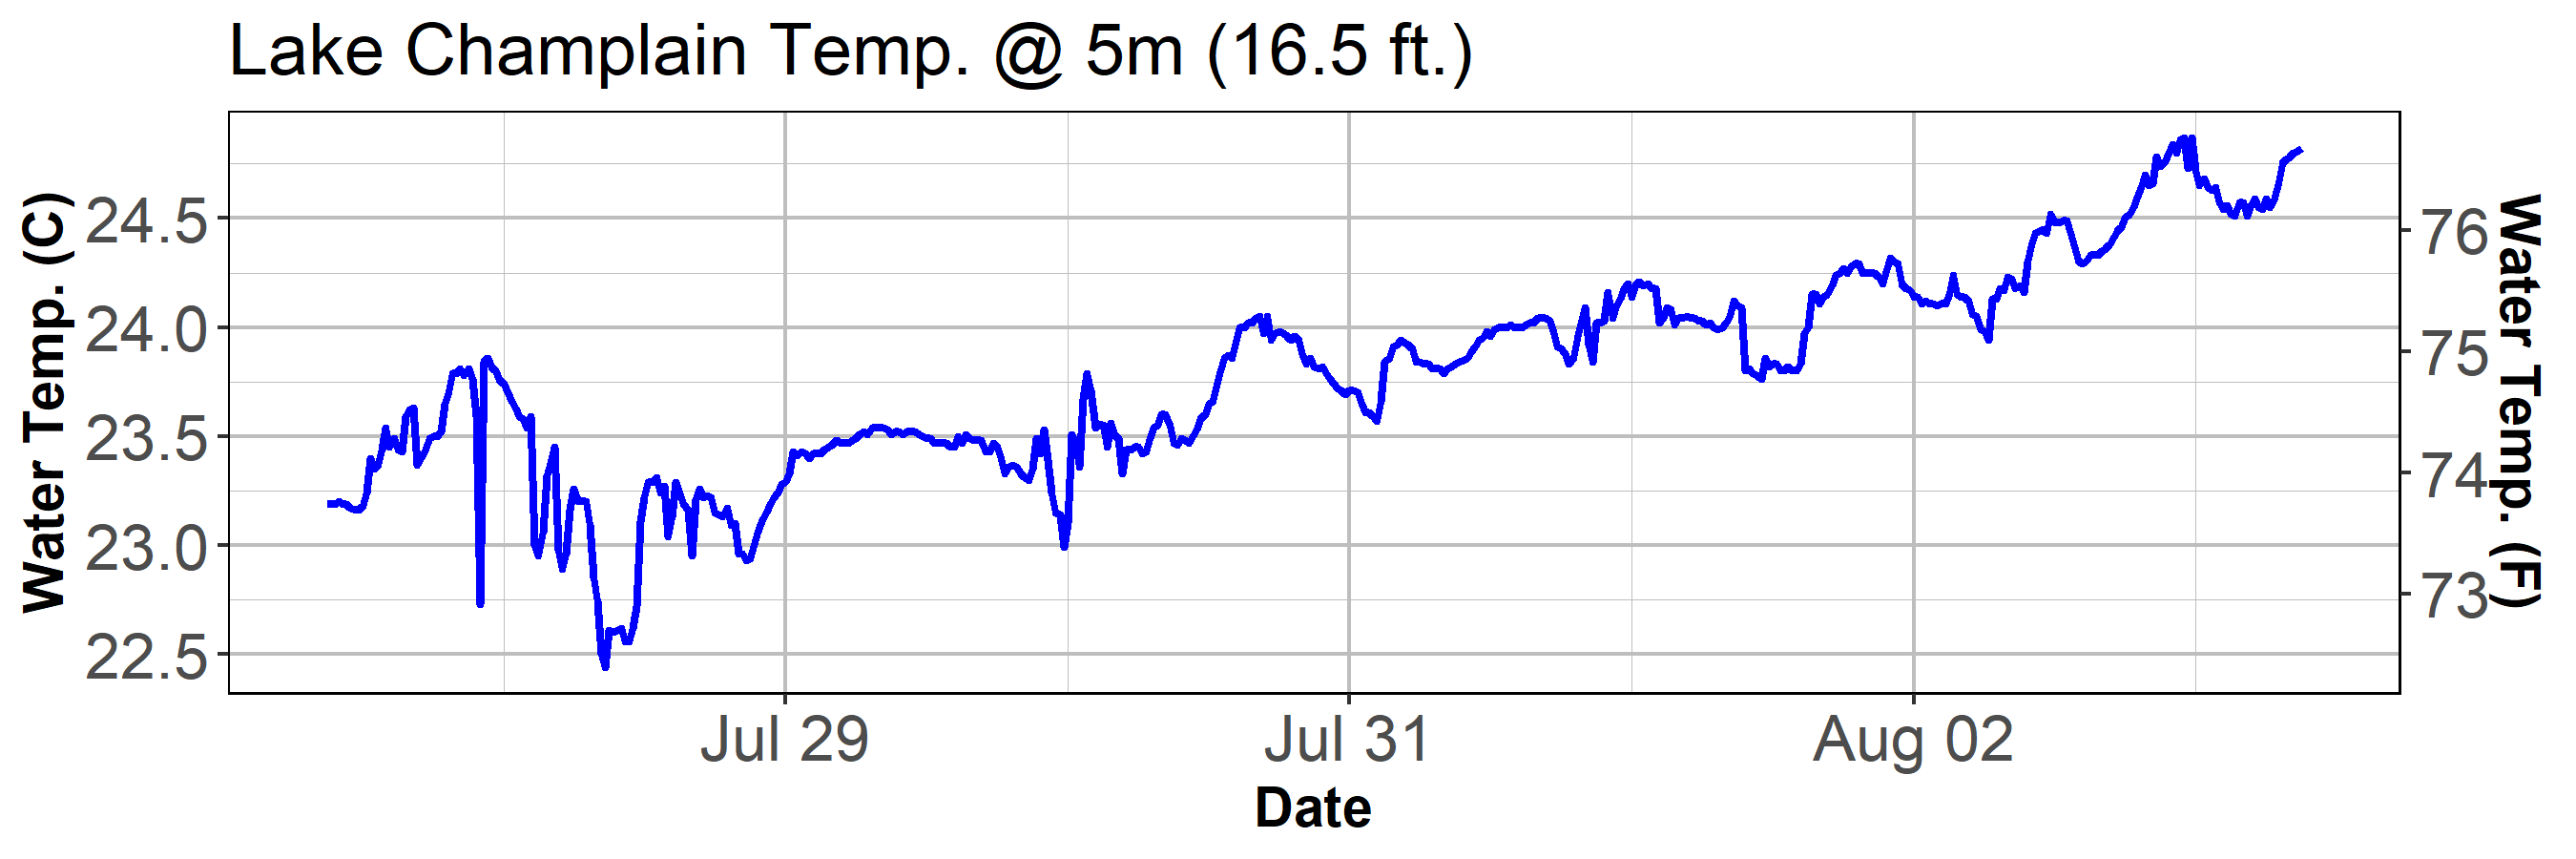 Lake Champlain Temp. @ 5m (16.5 ft.)
Water Temp. (C)
24.5
24.0
23.5
23.0
22.5
76
75
74
73
Water Temp. (F)
Jul 29
Jul 31
Aug 02
Date